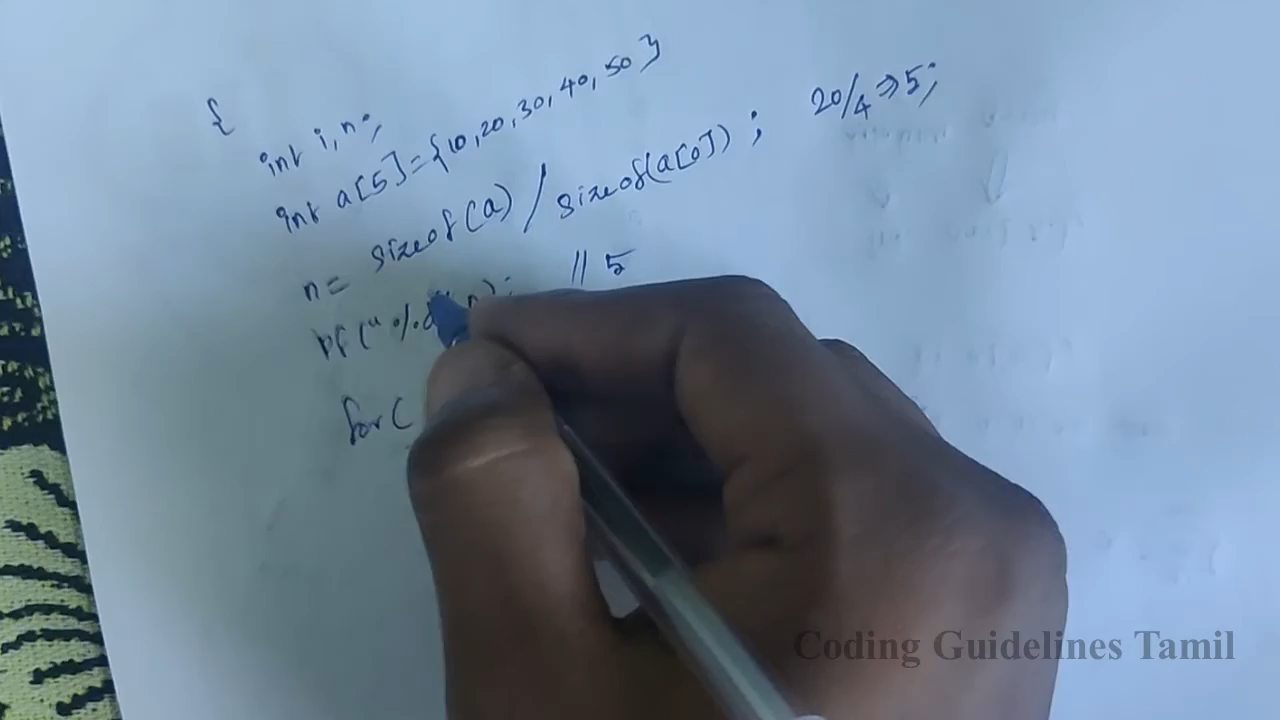 {
int i,n;
int a[5]={10,20,30,40,50}
n= sizeof(a) / sizeof(a[0]); 20/4⇒5;
pf("%d" n); // 5
for(
Coding Guidelines Tamil